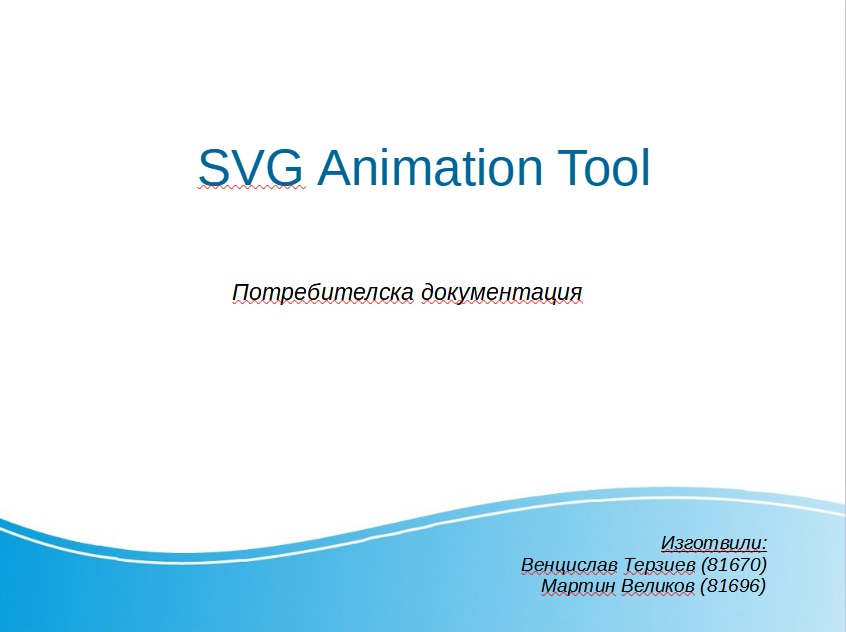 SVG Animation Tool
Потребителска документация
Изготвили:
Венцислав Терзиев (81670)
Мартин Великов (81696)